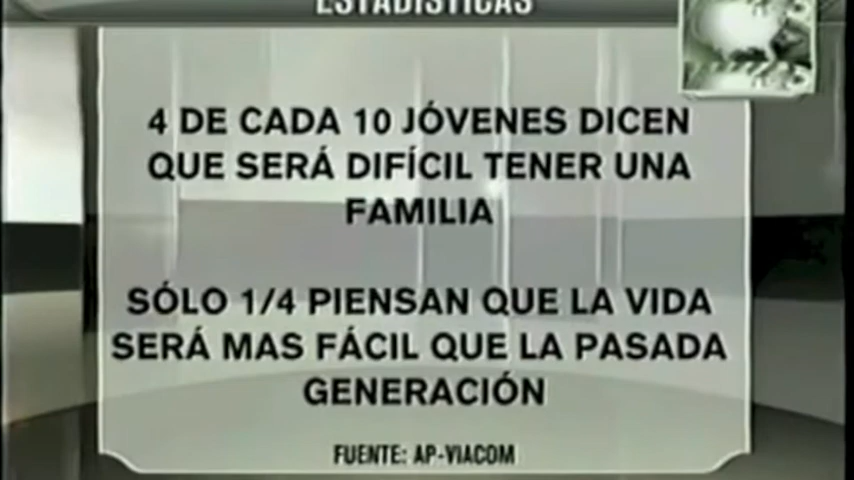 ESTADÍSTICAS
4 DE CADA 10 JÓVENES DICEN
QUE SERÁ DIFÍCIL TENER UNA
FAMILIA
SÓLO 1/4 PIENSAN QUE LA VIDA
SERÁ MAS FÁCIL QUE LA PASADA
GENERACIÓN
FUENTE: AP-VIACOM